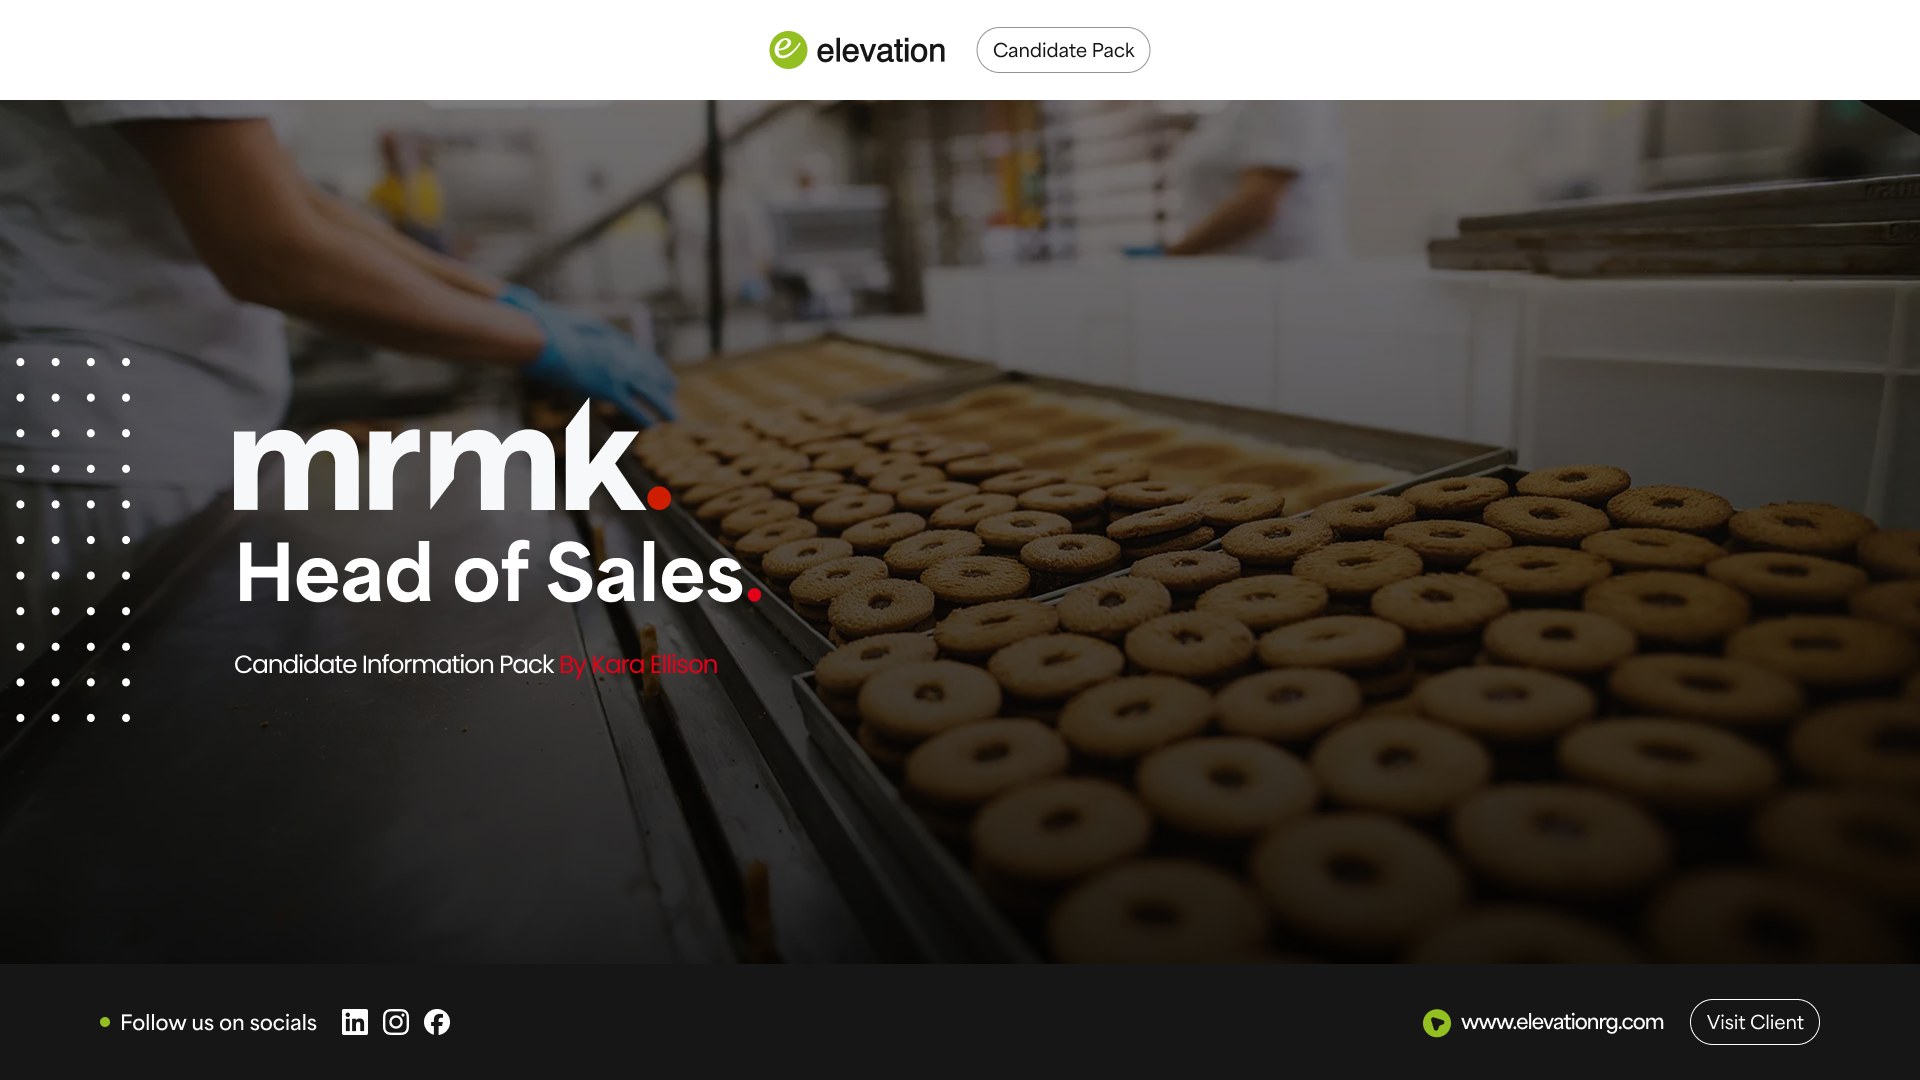 elevation
Candidate Pack
mrmk.
Head of Sales.
Candidate Information Pack By Kara Ellison
Follow us on socials
www.elevationrg.com
Visit Client